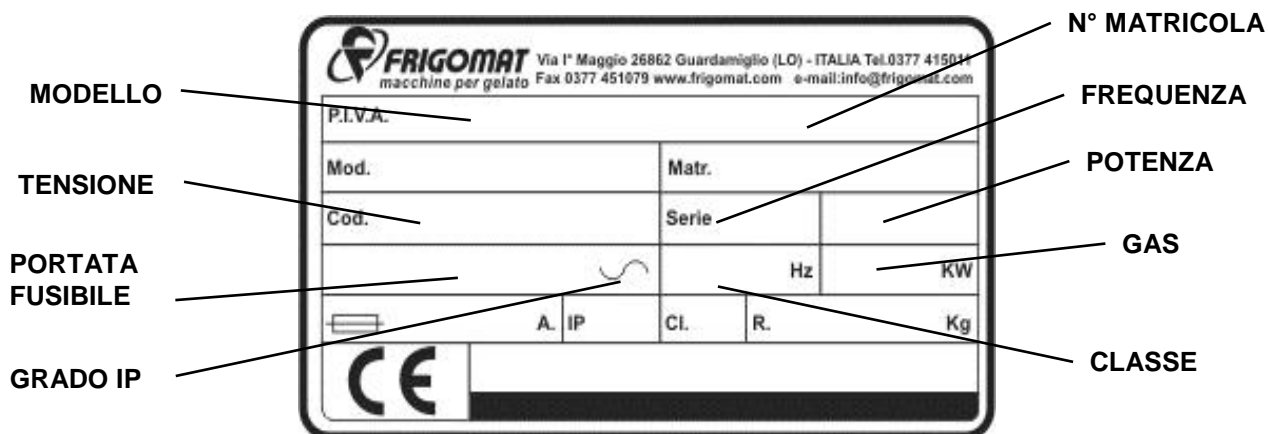 N° MATRICOLA
FRIGOMAT
macchine per gelato
Via I° Maggio 26862 Guardamiglio (LO) - ITALIA Tel.0377 415011
Fax 0377 451079 www.frigomat.com e-mail:info@frigomat.com
MODELLO
FREQUENZA
P.I.V.A.
Mod.
Matr.
POTENZA
TENSIONE
Cod.
Serie
GAS
PORTATA
FUSIBILE
Hz
KW
A.
IP
Cl.
R.
Kg
CLASSE
GRADO IP
CE